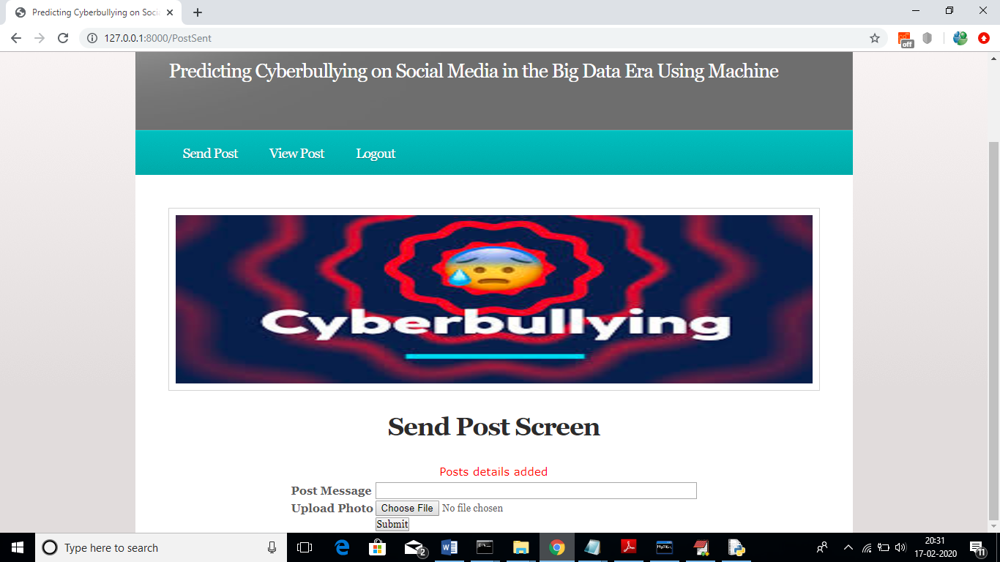 Predicting Cyberbullying on Socia
127.0.0.1:8000/PostSent
off
Predicting Cyberbullying on Social Media in the Big Data Era Using Machine
Send Post
View Post
Logout
Cyberbullying
Send Post Screen
Posts details added
Post Message
Upload Photo Choose File No file chosen
Submit
Type here to search
2
MySQL
20:31
17-02-2020
11